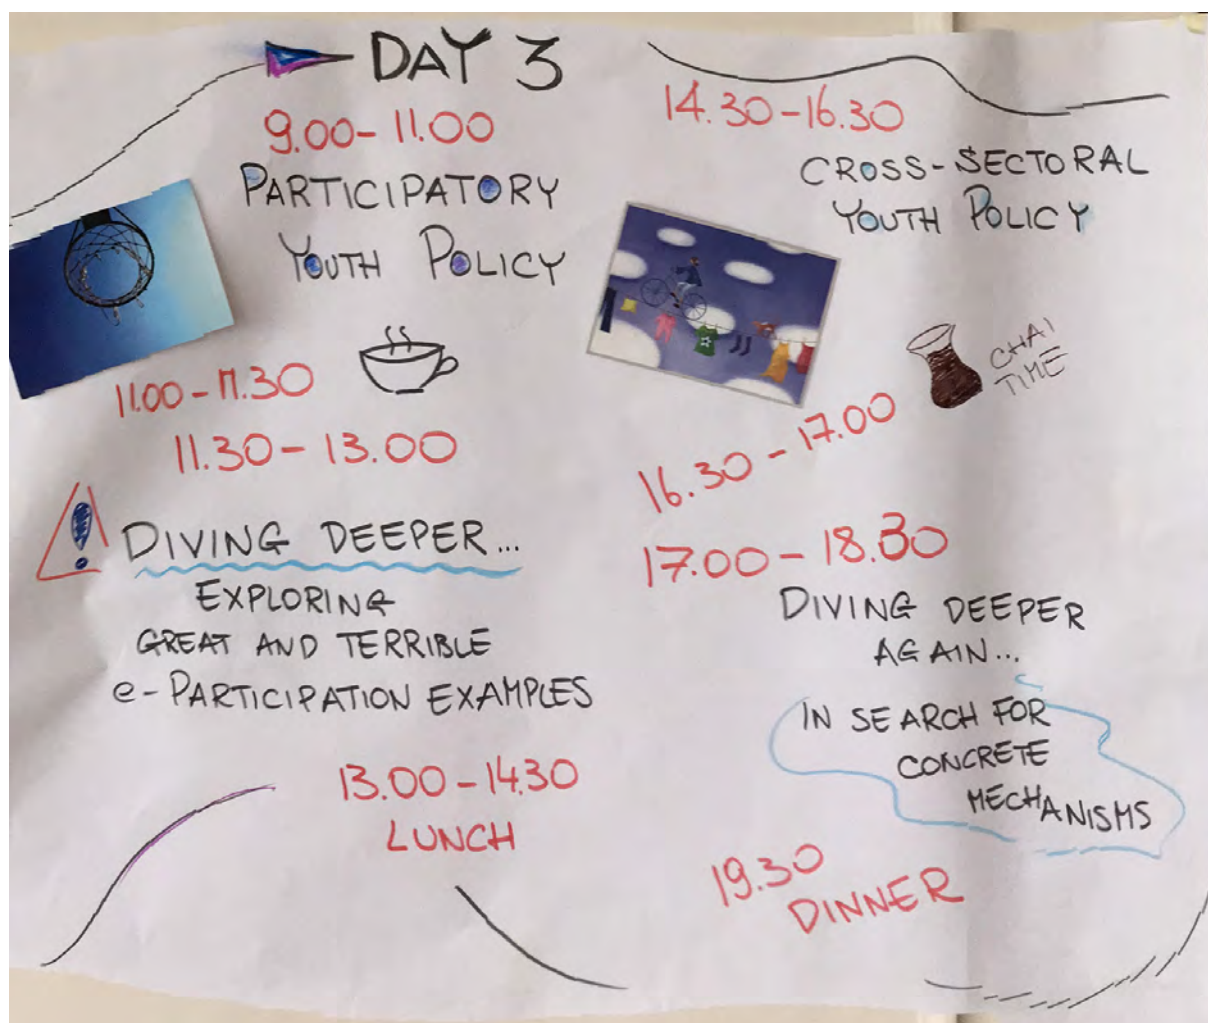 DAY 3
9.00-11.00
PARTICIPATORY
YOUTH POLICY
11.00-11.30
11.30-13.00
!
DIVING DEEPER...
EXPLORING
GREAT AND TERRIBLE
e-PARTICIPATION EXAMPLES
13.00-14.30
LUNCH
14.30-16.30
CROSS-SECTORAL
YOUTH POLICY
CHAI
TIME
16.30-17.00
17.00-18.30
DIVING DEEPER
AGAIN...
IN SEARCH FOR
CONCRETE
MECHANISMS
19.30
DINNER